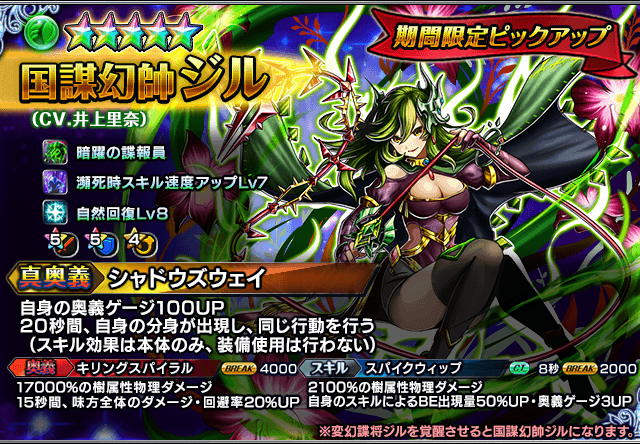 期間限定ピックアップ
国謀幻帥ジル
(CV.井上里奈)
暗躍の諜報員
瀕死時スキル速度アップLv7
自然回復Lv8
5 5 4
真奥義 シャドウズウェイ
自身の奥義ゲージ100UP
20秒間、自身の分身が出現し、同じ行動を行う
(スキル効果は本体のみ、装備使用は行わない)
奥義 キリングスパイラル BREAK 4000
17000%の樹属性物理ダメージ
15秒間、味方全体のダメージ・回避率20%UP
スキル スパイクウィップ CT 8秒 BREAK 2000
2100%の樹属性物理ダメージ
自身のスキルによるBE出現量50%UP・奥義ゲージ3UP
※変幻諜将ジルを覚醒させると国謀幻帥ジルになります。